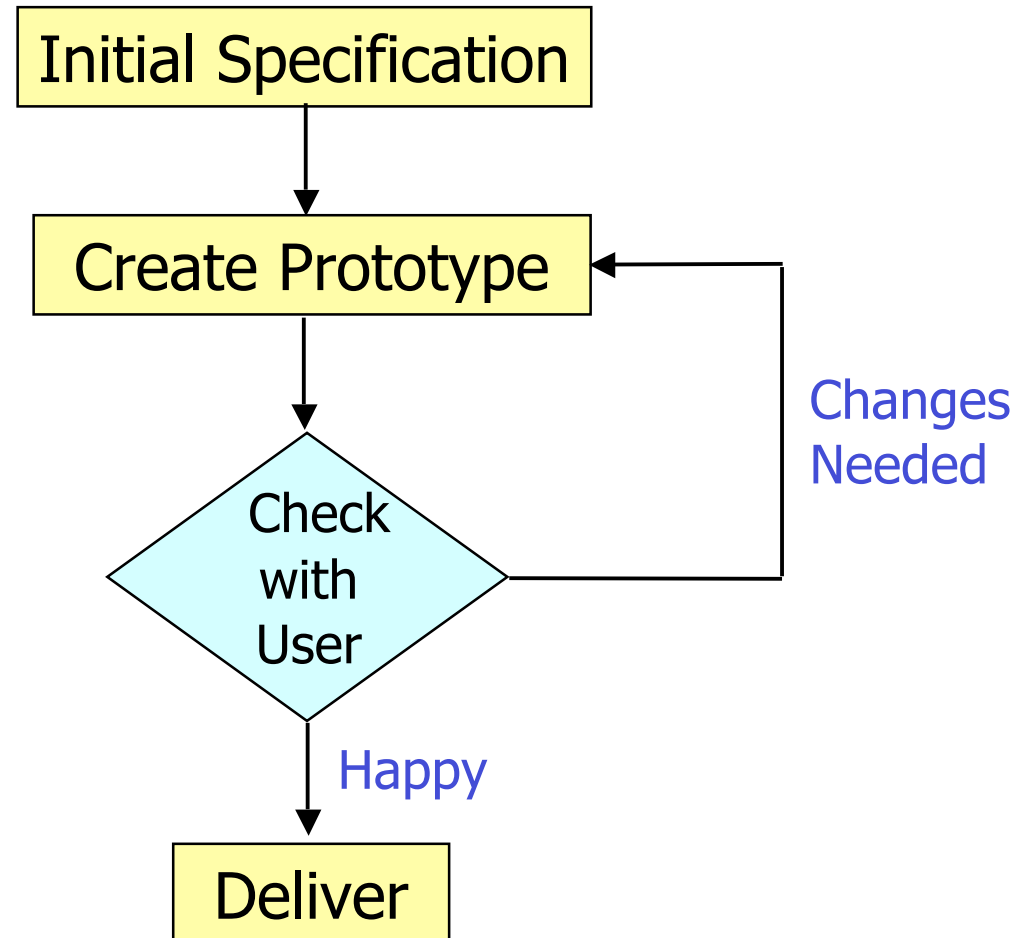 Initial Specification
Create Prototype
Changes
Needed
Check
with
User
Happy
Deliver